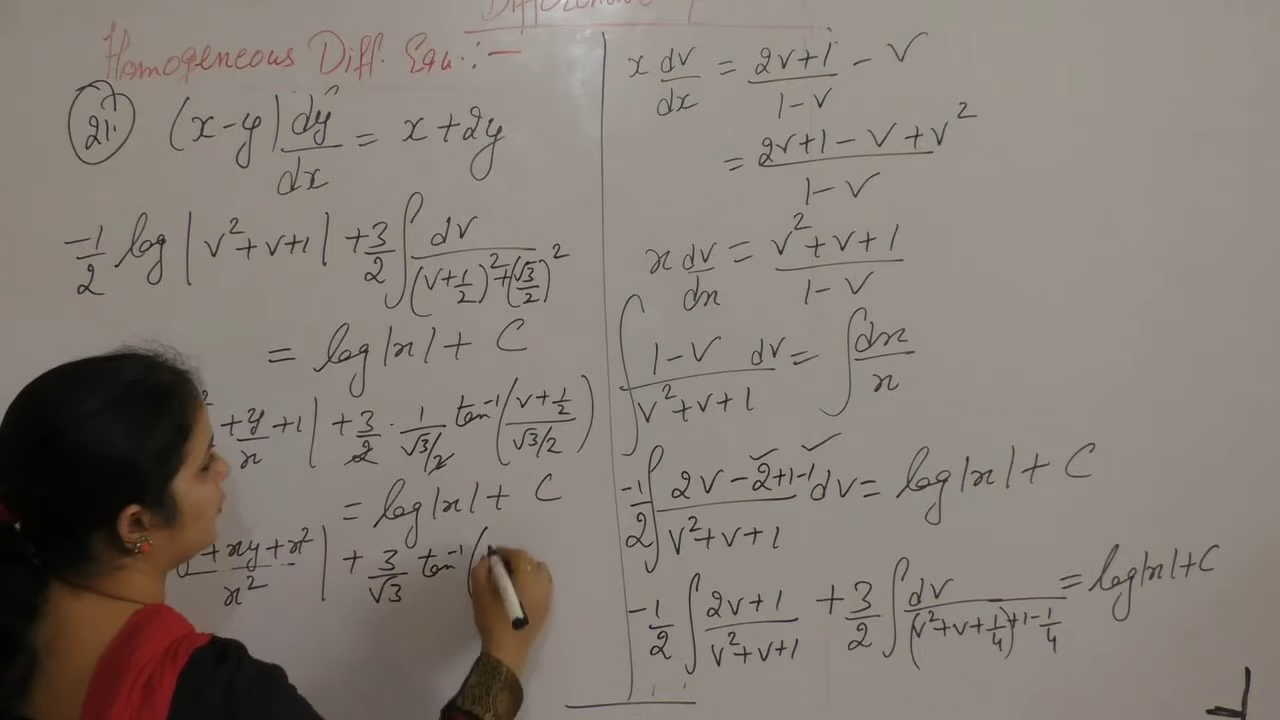 Homogeneous Diff. Equ. :-
21. (x-y) dy/dx = x+2y
-1/2 log |v²+v+1| + 3/2 ∫ dv/((v+1/2)²+(√3/2)²)
= log|x| + C
+ y/x + 1| + 3/2 · 1/(√3/2) tan⁻¹((v+1/2)/(√3/2))
= log|x| + C
+xy+x²/x² | + 3/√3 tan⁻¹(
x dv/dx = (2v+1)/(1-v) - v
= (2v+1-v+v²)/(1-v)
x dv/dx = (v²+v+1)/(1-v)
∫ (1-v)/(v²+v+1) dv = ∫ dx/x
-1/2 ∫ (2v-2+1-1)/(v²+v+1) dv = log|x| + C
-1/2 ∫ (2v+1)/(v²+v+1) + 3/2 ∫ dv/((v²+v+1/4)+1-1/4) = log|x|+C